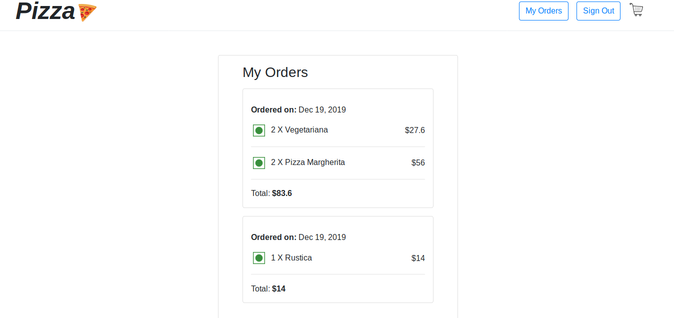 Pizza
My Orders
Sign Out
My Orders
Ordered on: Dec 19, 2019
2 X Vegetariana $27.6
2 X Pizza Margherita $56
Total: $83.6
Ordered on: Dec 19, 2019
1 X Rustica $14
Total: $14